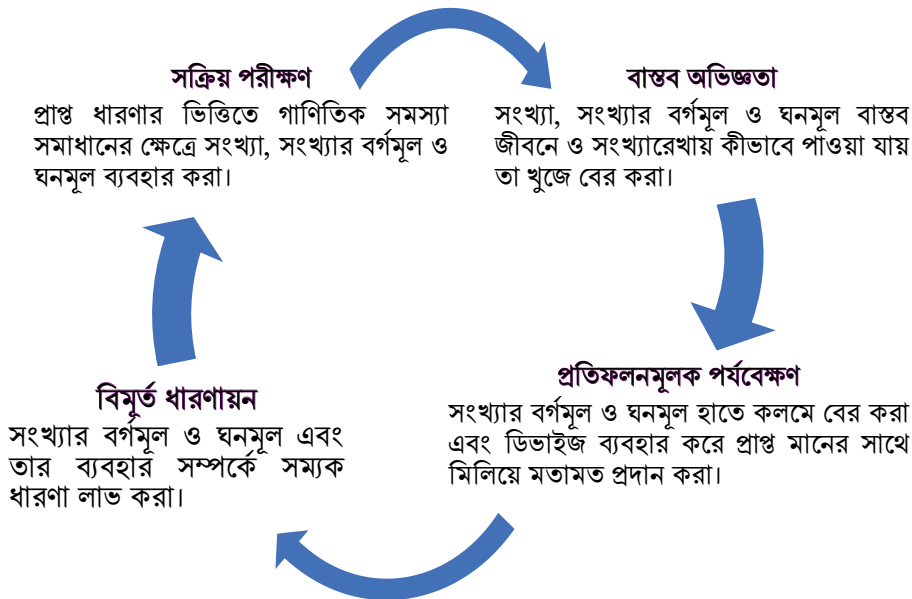 সক্রিয় পরীক্ষণ
প্রাপ্ত ধারণার ভিত্তিতে গাণিতিক সমস্যা
সমাধানের ক্ষেত্রে সংখ্যা, সংখ্যার বর্গমূল ও
ঘনমূল ব্যবহার করা।
বাস্তব অভিজ্ঞতা
সংখ্যা, সংখ্যার বর্গমূল ও ঘনমূল বাস্তব
জীবনে ও সংখ্যারেখায় কীভাবে পাওয়া যায়
তা খুজে বের করা।
প্রতিফলনমূলক পর্যবেক্ষণ
সংখ্যার বর্গমূল ও ঘনমূল হাতে কলমে বের করা
এবং ডিভাইজ ব্যবহার করে প্রাপ্ত মানের সাথে
মিলিয়ে মতামত প্রদান করা।
বিমূর্ত ধারণায়ন
সংখ্যার বর্গমূল ও ঘনমূল এবং
তার ব্যবহার সম্পর্কে সম্যক
ধারণা লাভ করা।